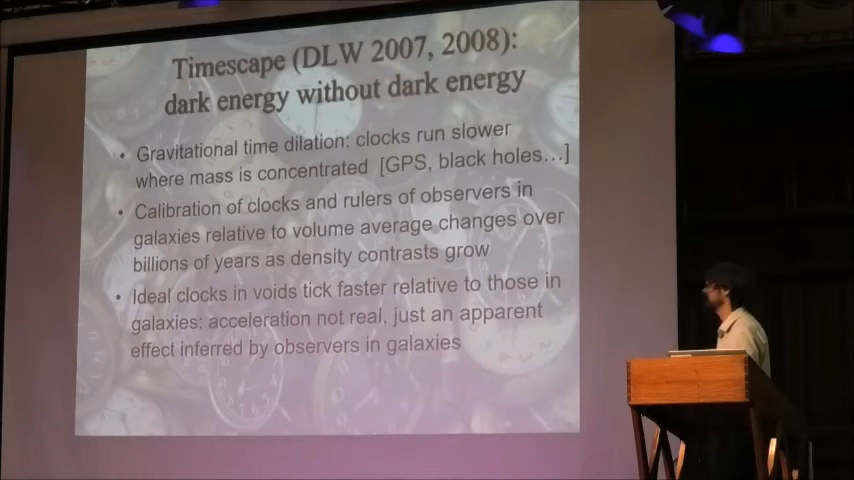 Timescape (DLW 2007, 2008):
dark energy without dark energy
• Gravitational time dilation: clocks run slower
where mass is concentrated [GPS, black holes…]
• Calibration of clocks and rulers of observers in
galaxies relative to volume average changes over
billions of years as density contrasts grow
• Ideal clocks in voids tick faster relative to those in
galaxies: acceleration not real, just an apparent
effect inferred by observers in galaxies